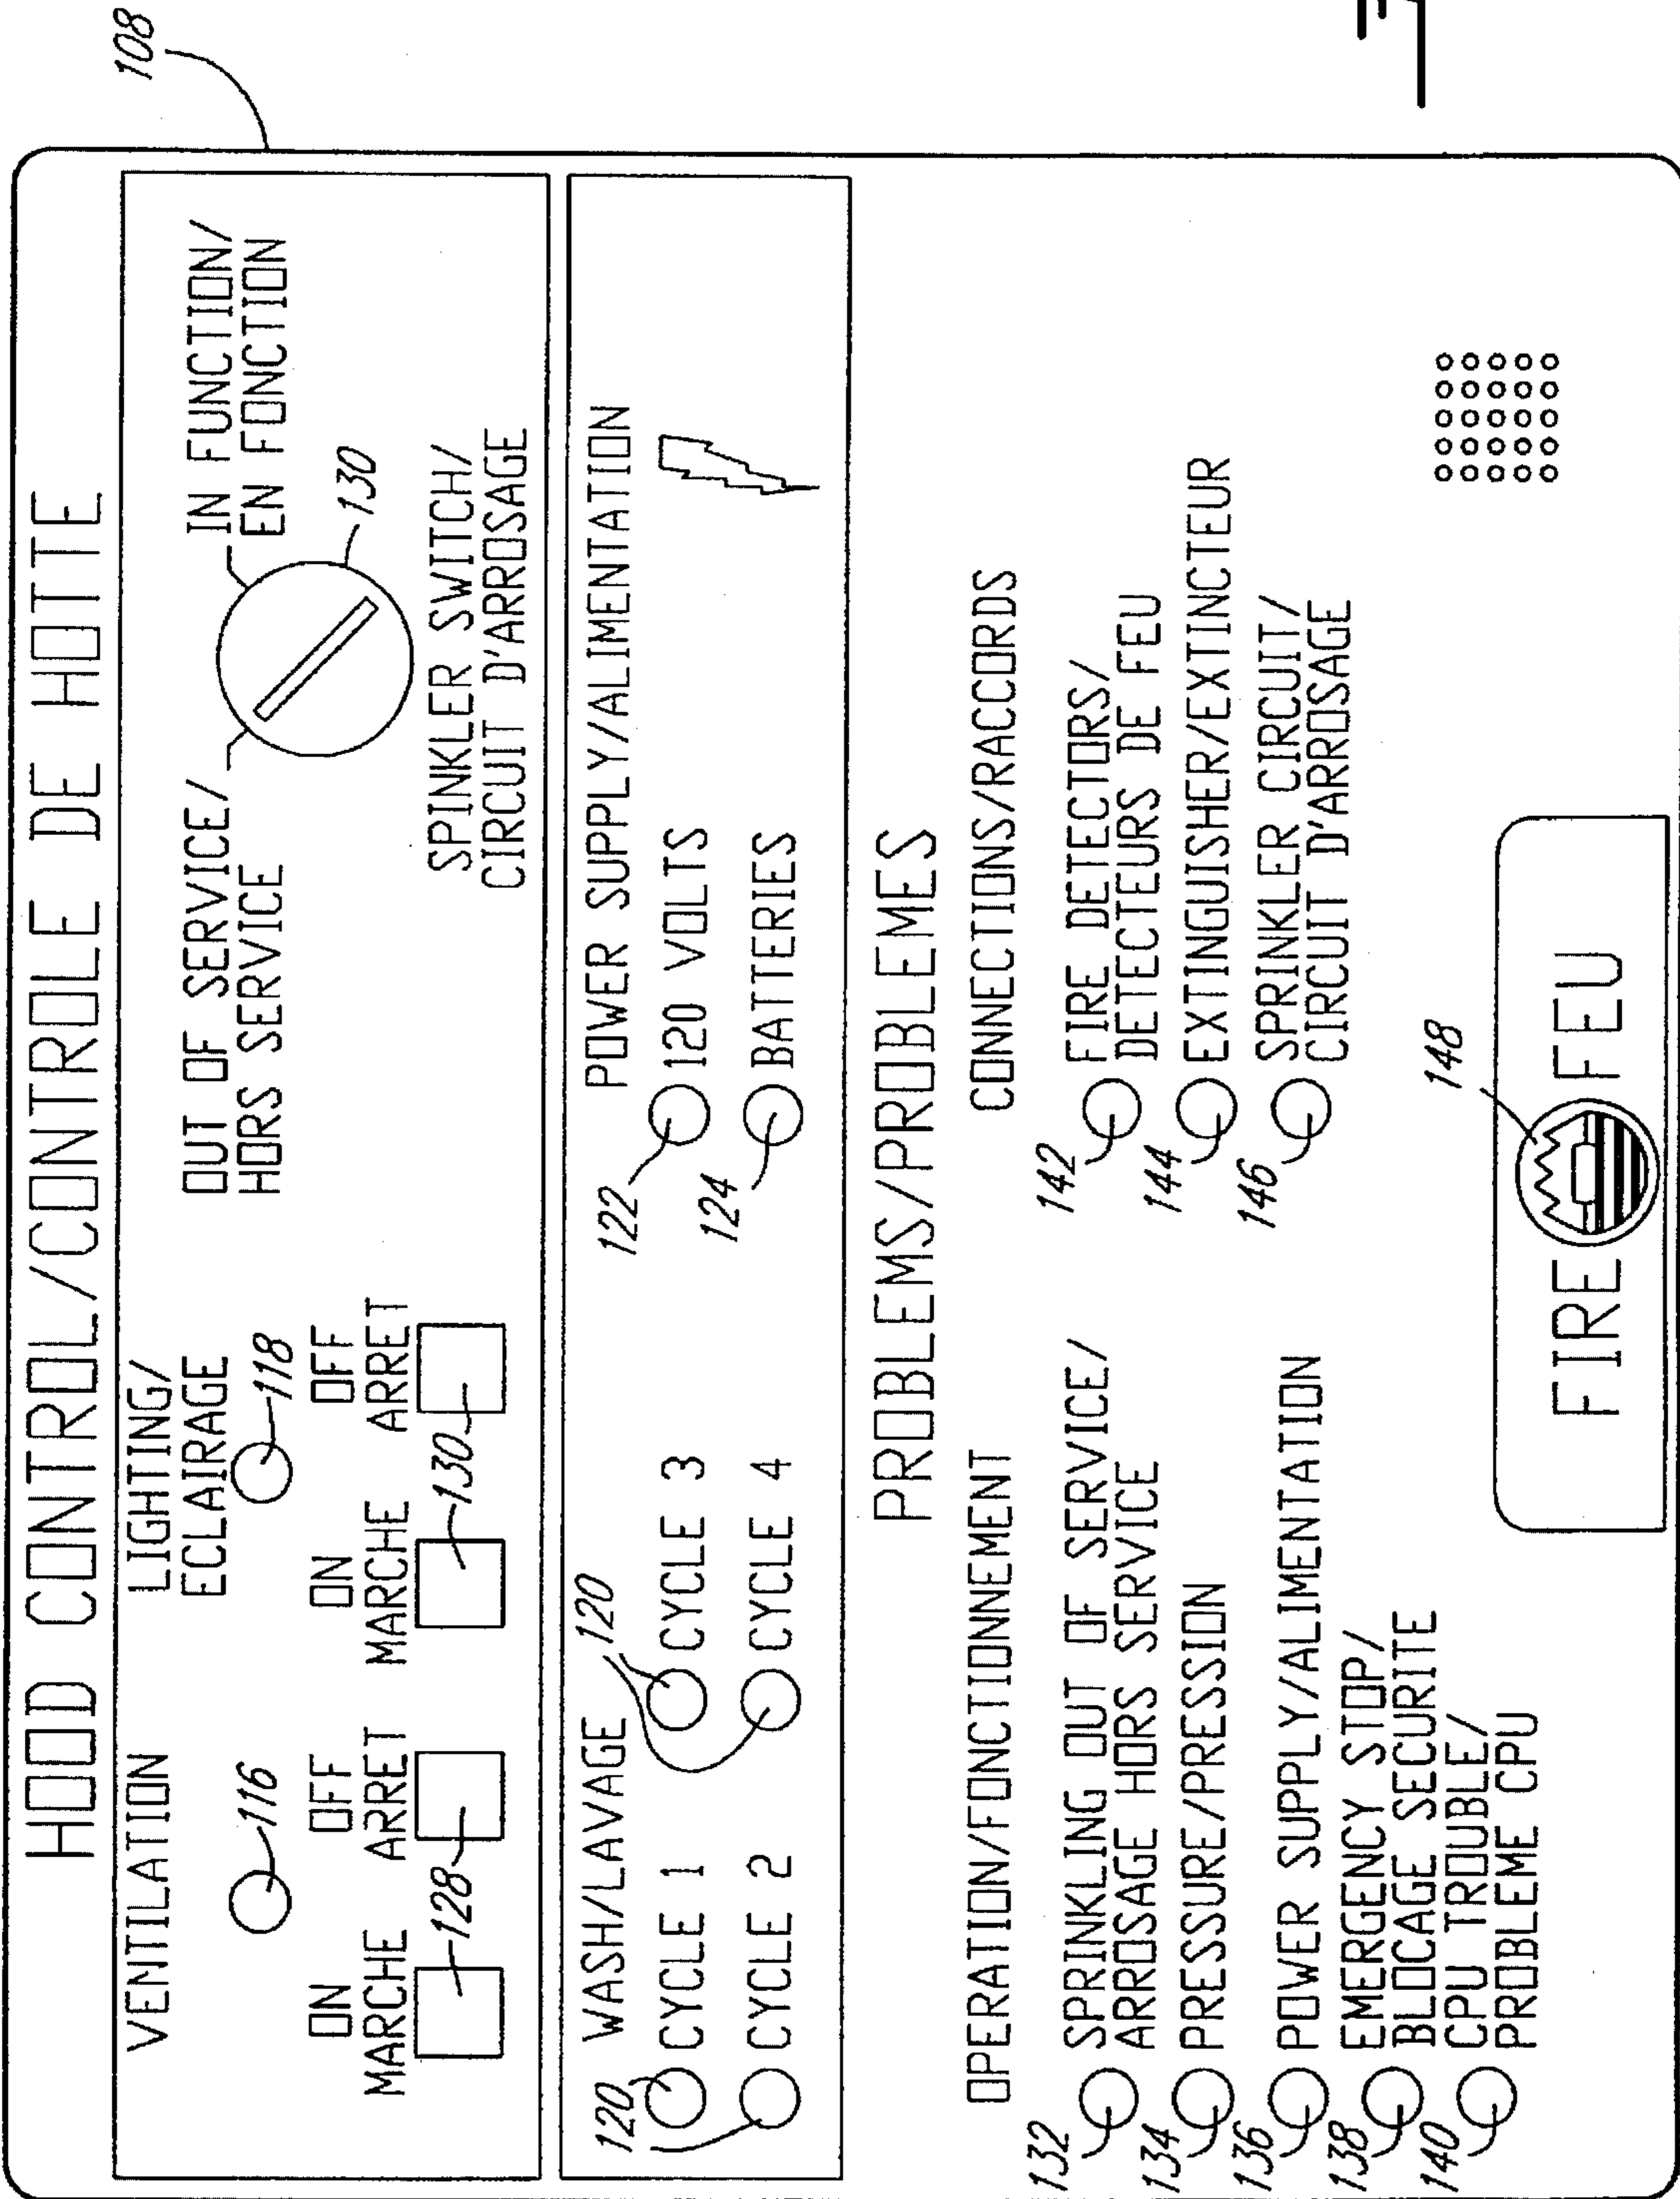 108
HOOD CONTROL/CONTROLE DE HOTTE
VENTILATION
116
ON
MARCHE
OFF
ARRET
128
LIGHTING/
ECLAIRAGE
118
ON
MARCHE
OFF
ARRET
130
OUT OF SERVICE/
HORS SERVICE
IN FUNCTION/
EN FONCTION
130
SPINKLER SWITCH/
CIRCUIT D'ARROSAGE
WASH/LAVAGE
120
120
CYCLE 1
CYCLE 3
CYCLE 2
CYCLE 4
POWER SUPPLY/ALIMENTATION
122
120 VOLTS
124
BATTERIES
PROBLEMS/PROBLEMES
OPERATION/FONCTIONNEMENT
132
SPRINKLING OUT OF SERVICE/
ARROSAGE HORS SERVICE
134
PRESSURE/PRESSION
136
POWER SUPPLY/ALIMENTATION
138
EMERGENCY STOP/
BLOCAGE SECURITE
140
CPU TROUBLE/
PROBLEME CPU
CONNECTIONS/RACCORDS
142
FIRE DETECTORS/
DETECTEURS DE FEU
144
EXTINGUISHER/EXTINCTEUR
146
SPRINKLER CIRCUIT/
CIRCUIT D'ARROSAGE
148
FIRE FEU